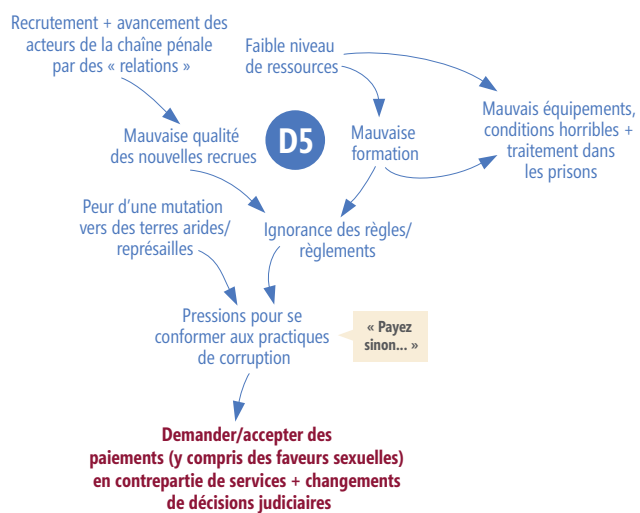 Recrutement + avancement des
acteurs de la chaîne pénale
par des « relations »
Faible niveau
de ressources
Mauvais équipements,
conditions horribles +
traitement dans
les prisons
Mauvaise qualité
des nouvelles recrues
D5
Mauvaise
formation
Peur d'une mutation
vers des terres arides/
représailles
Ignorance des règles/
règlements
Pressions pour se
conformer aux practiques
de corruption
« Payez
sinon... »
Demander/accepter des
paiements (y compris des faveurs sexuelles)
en contrepartie de services + changements
de décisions judiciaires